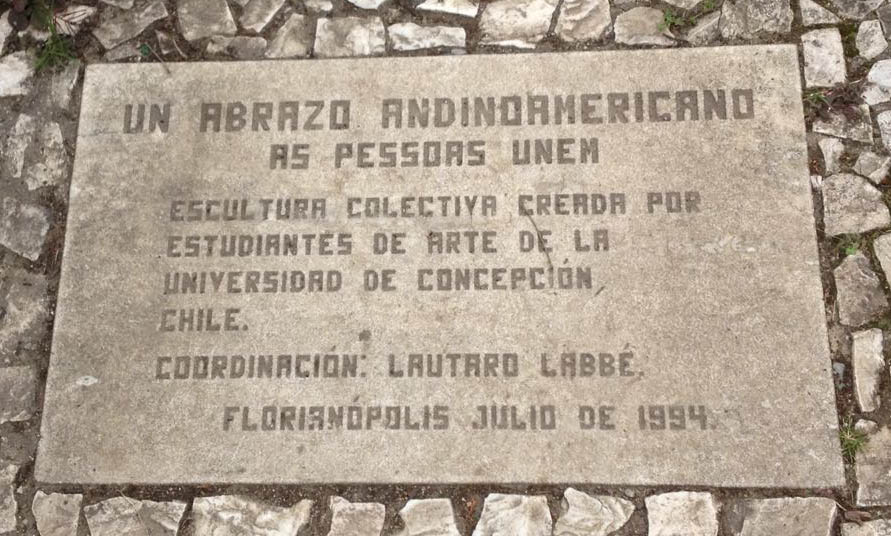 UN ABRAZO ANDINOAMERICANO
AS PESSOAS UNEM
ESCULTURA COLECTIVA CREADA POR
ESTUDIANTES DE ARTE DE LA
UNIVERSIDAD DE CONCEPCIÓN,
CHILE.
COORDINACIÓN: LAUTARO LABBÉ.
FLORIANÓPOLIS JULIO DE 1994.